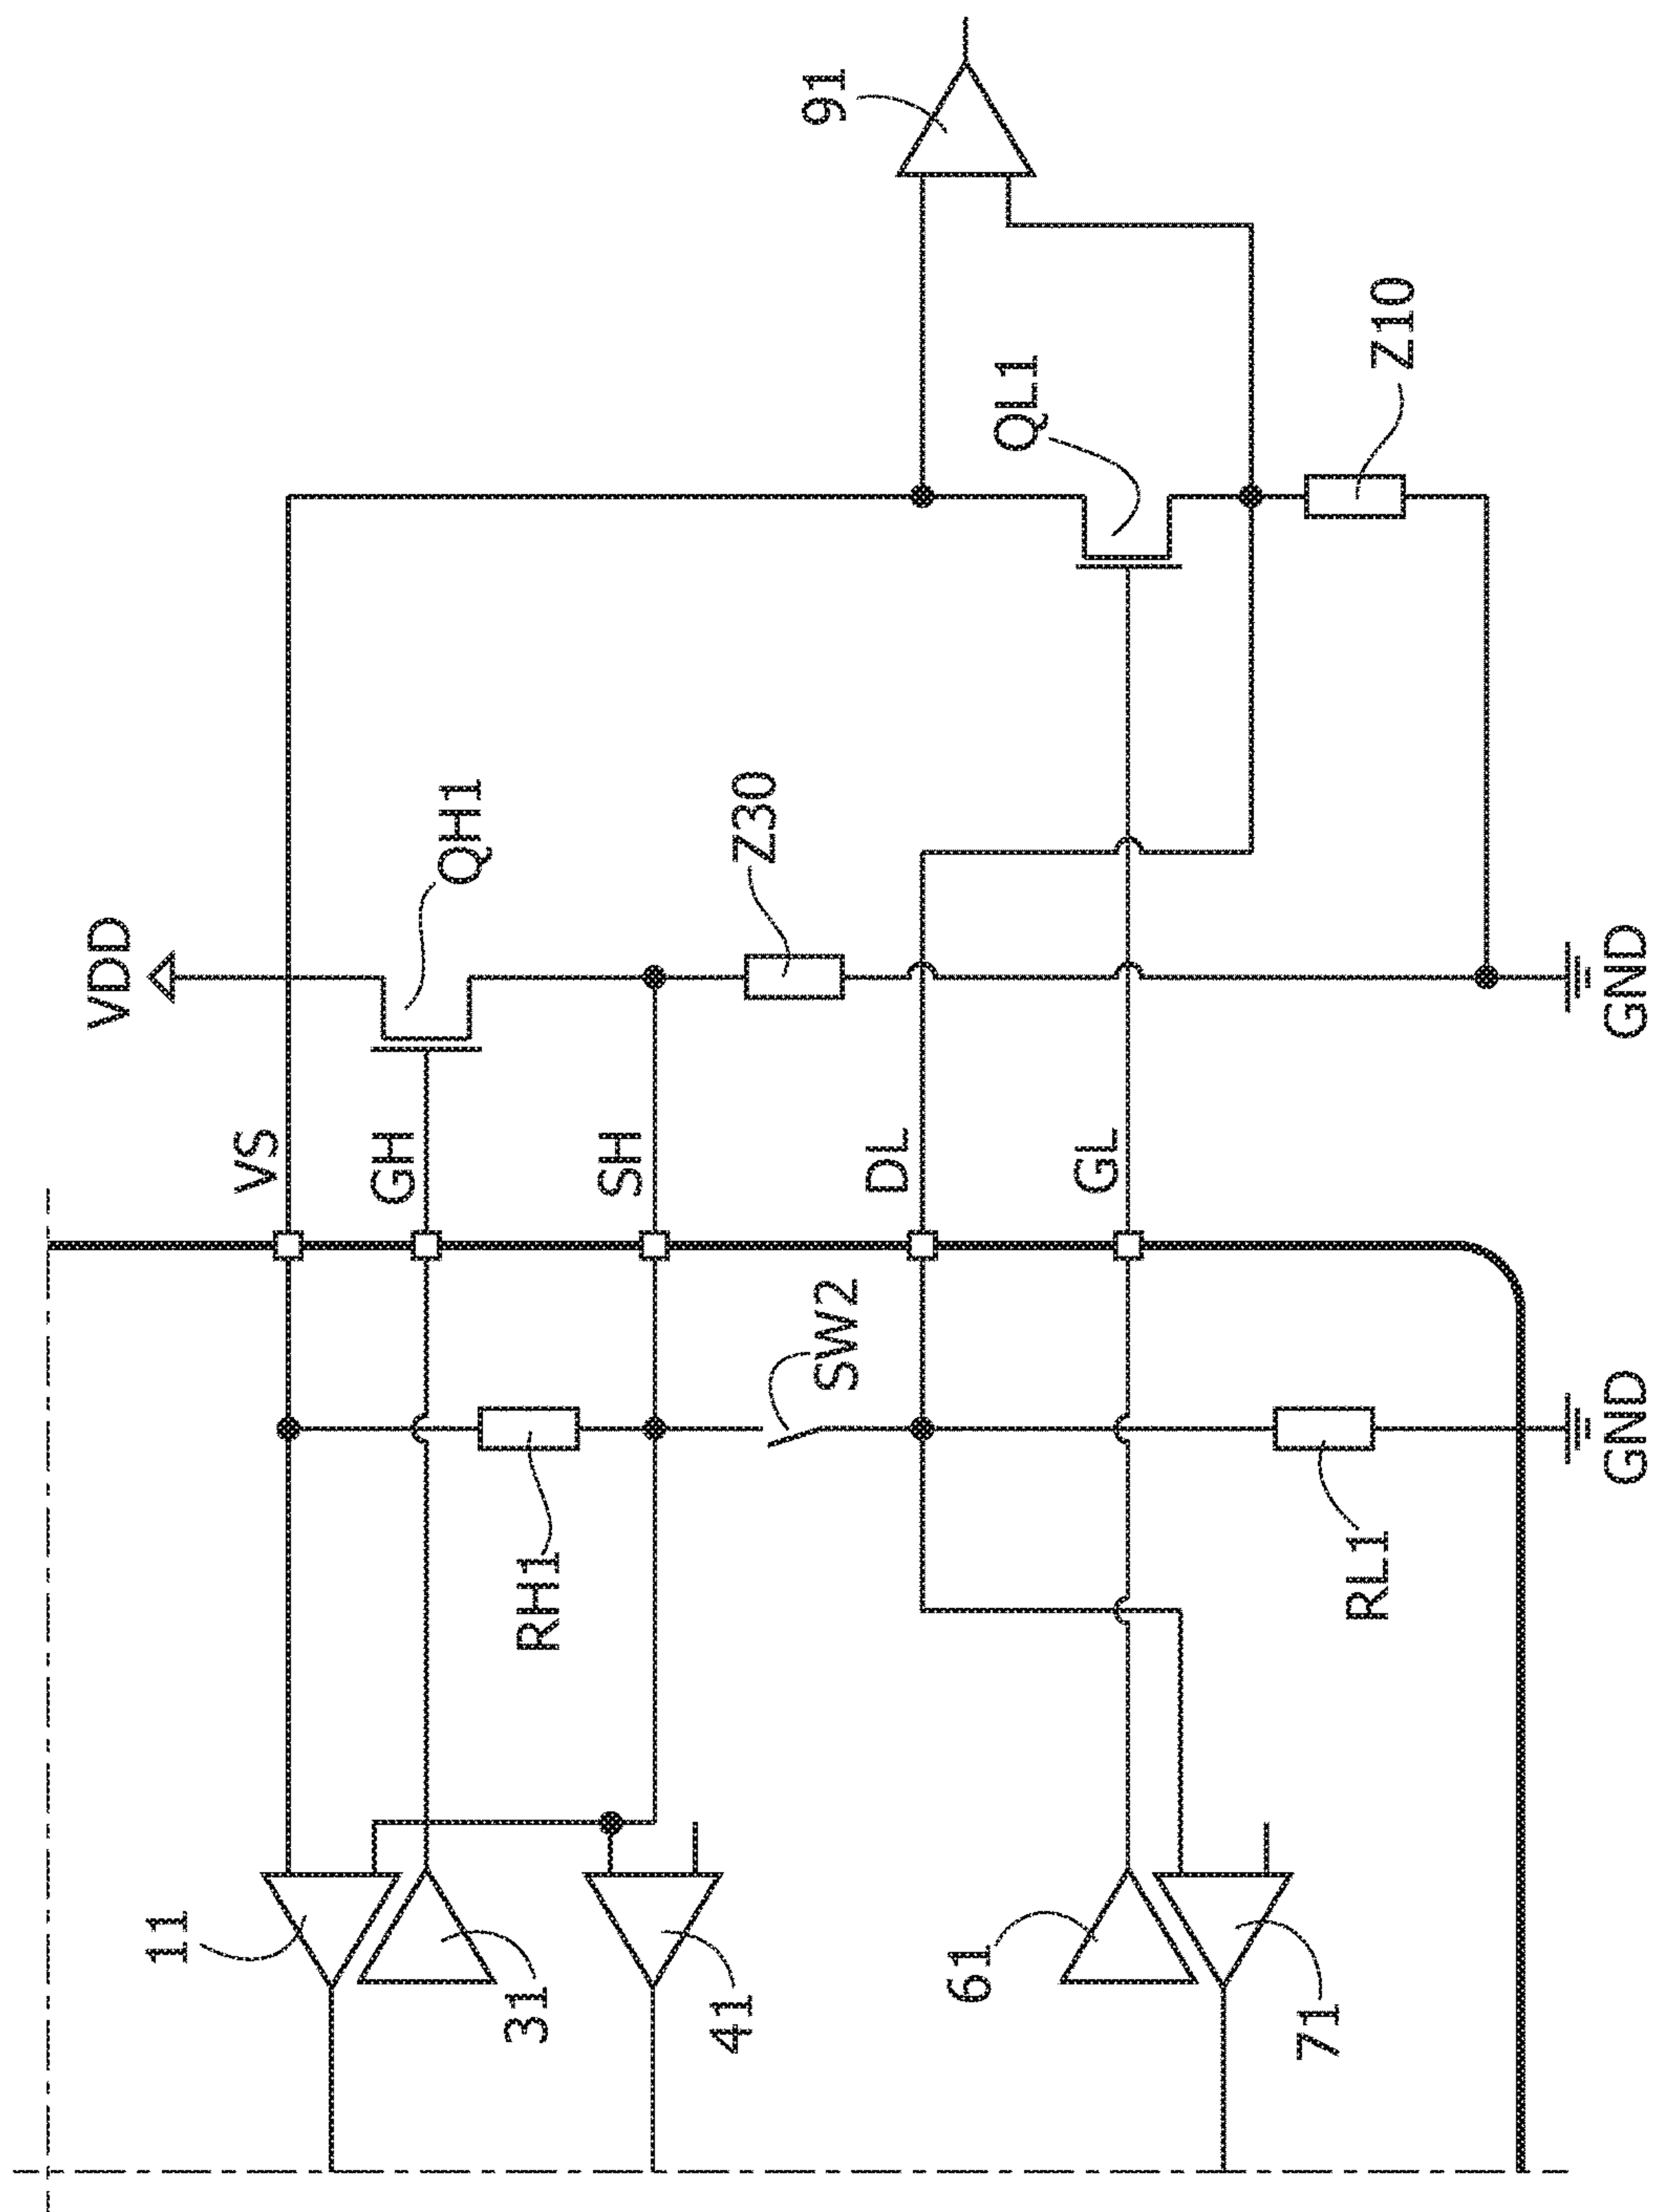 91
QL1
Z10
VDD
QH1
Z30
GND
VS
GH
SH
DL
GL
SW2
RH1
RL1
GND
11
31
41
61
71